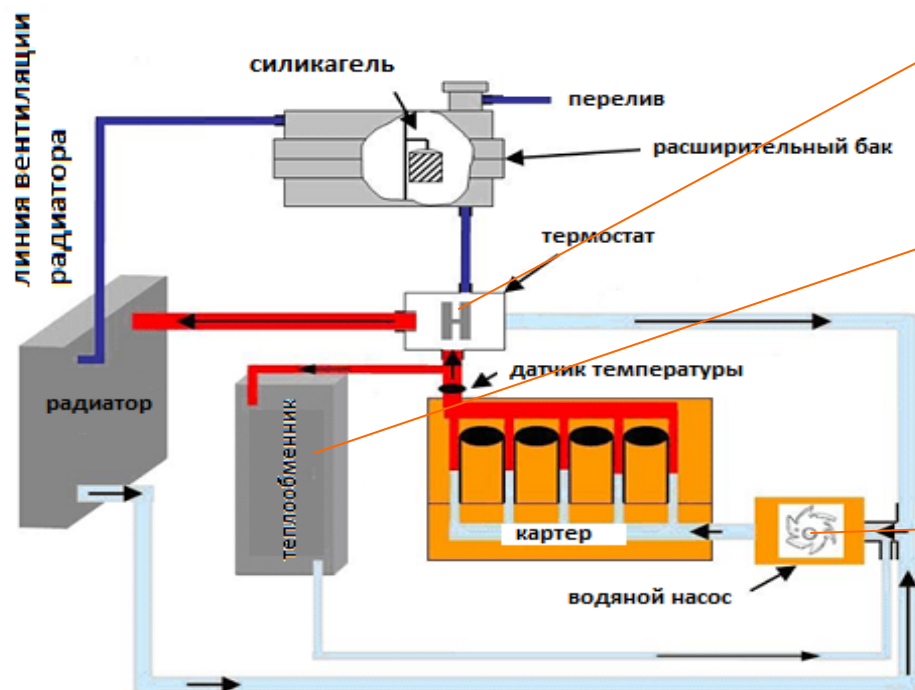 линия вентиляции
радиатора
силикагель
перелив
расширительный бак
термостат
H
датчик температуры
радиатор
теплообменник
картер
водяной насос